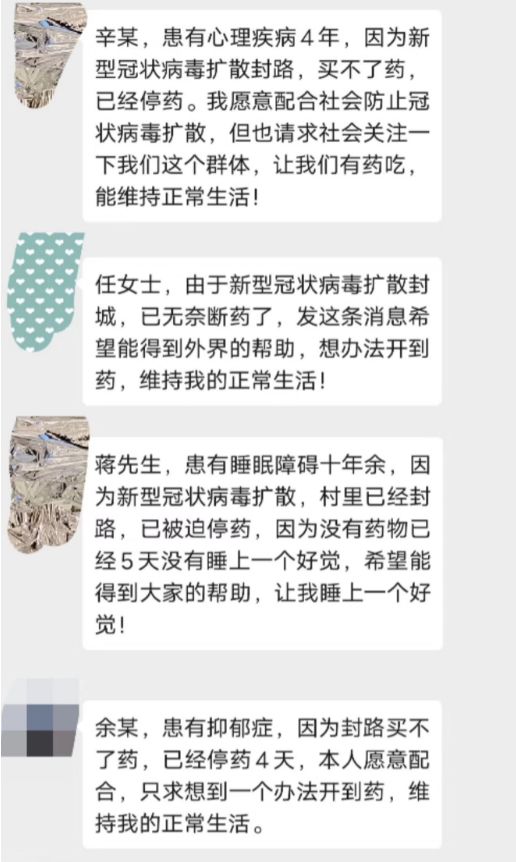 辛某，患有心理疾病4年，因为新
型冠状病毒扩散封路，买不了药，
已经停药。我愿意配合社会防止冠
状病毒扩散，但也请求社会关注一
下我们这个群体，让我们有药吃，
能维持正常生活！
任女士，由于新型冠状病毒扩散封
城，已无奈断药了，发这条消息希
望能得到外界的帮助，想办法开到
药，维持我的正常生活！
蒋先生，患有睡眠障碍十年余，因
为新型冠状病毒扩散，村里已经封
路，已被迫停药，因为没有药物已
经5天没有睡上一个好觉，希望能
得到大家的帮助，让我睡上一个好
觉！
余某，患有抑郁症，因为封路买不
了药，已经停药4天，本人愿意配
合，只求想到一个办法开到药，维
持我的正常生活。